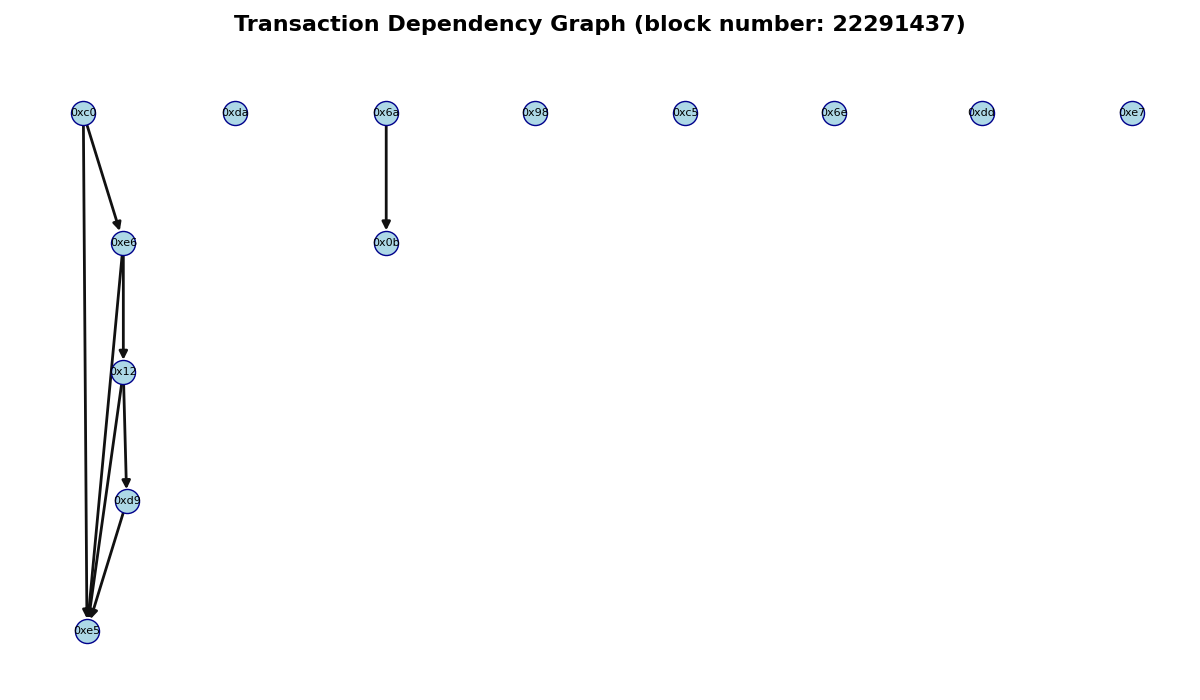 Transaction Dependency Graph (block number: 22291437)
0xc0 0xda 0x6a 0x98 0xc5 0x6e 0xdd 0xe7
0xe6 0x0b
0x12
0xd9
0xe5